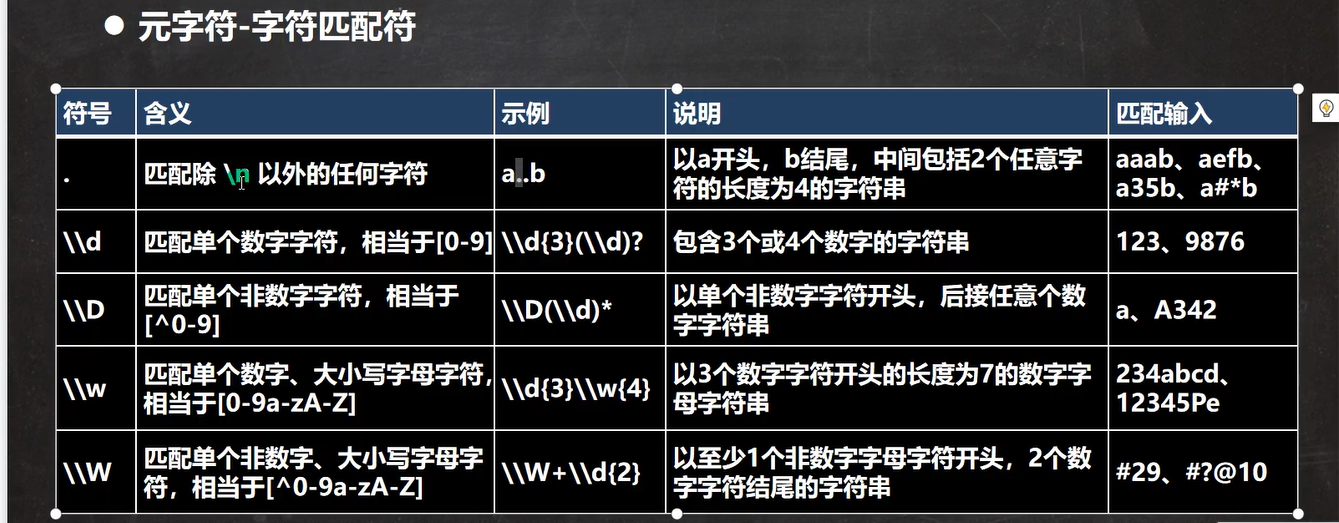 ● 元字符-字符匹配符
符号 含义 示例 说明 匹配输入
. 匹配除 \n 以外的任何字符 a..b 以a开头，b结尾，中间包括2个任意字 aaab、aefb、
符的长度为4的字符串 a35b、a#*b
\\d 匹配单个数字字符，相当于[0-9] \\d{3}(\\d)? 包含3个或4个数字的字符串 123、9876
\\D 匹配单个非数字字符，相当于 \\D(\\d)* 以单个非数字字符开头，后接任意个数 a、A342
[^0-9] 字字符串
\\w 匹配单个数字、大小写字母字符， \\d{3}\\w{4} 以3个数字字符开头的长度为7的数字字 234abcd、
相当于[0-9a-zA-Z] 母字符串 12345Pe
\\W 匹配单个非数字、大小写字母字 \\W+\\d{2} 以至少1个非数字字母字符开头，2个数 #29、#?@10
符，相当于[^0-9a-zA-Z] 字字符结尾的字符串